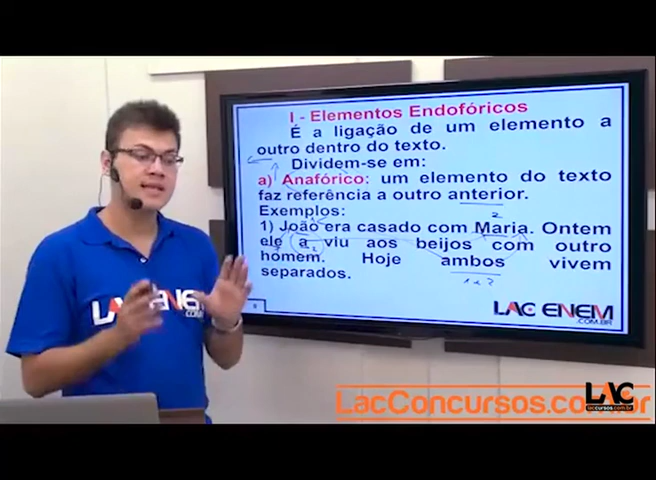 I - Elementos Endofóricos
É a ligação de um elemento a
outro dentro do texto.
Dividem-se em:
a) Anafórico: um elemento do texto
faz referência a outro anterior.
Exemplos:
1) João era casado com Maria. Ontem
ele a viu aos beijos com outro
homem. Hoje ambos vivem
separados.
LAC ENEM
.COM.BR
LacConcursos.co
LAC
laccursos.com.br